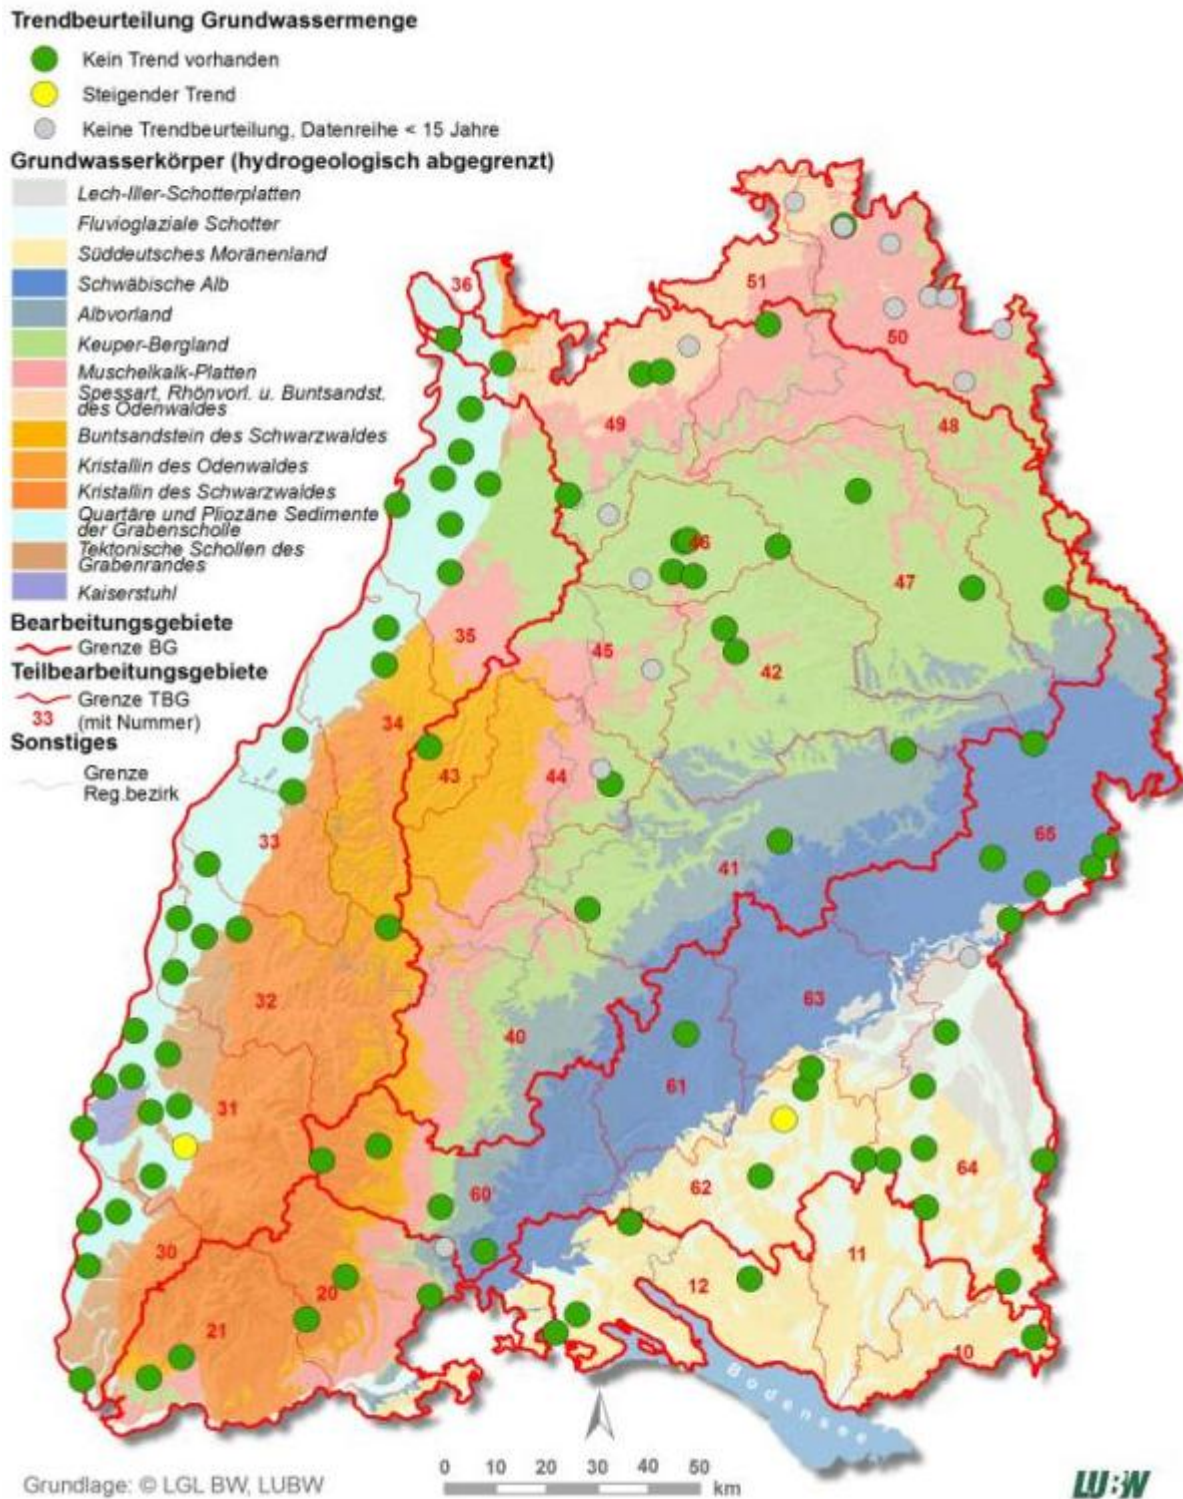 Trendbeurteilung Grundwassermenge
Kein Trend vorhanden
Steigender Trend
Keine Trendbeurteilung, Datenreihe < 15 Jahre
Grundwasserkörper (hydrogeologisch abgegrenzt)
Lech-Iller-Schotterplatten
Fluvioglaziale Schotter
Süddeutsches Moränenland
Schwäbische Alb
Albvorland
Keuper-Bergland
Muschelkalk-Platten
Spessart, Rhönvorl. u. Buntsandst.
des Odenwaldes
Buntsandstein des Schwarzwaldes
Kristallin des Odenwaldes
Kristallin des Schwarzwaldes
Quartäre und Pliozäne Sedimente
der Grabenscholle
Tektonische Schollen des
Grabenrandes
Kaiserstuhl
Bearbeitungsgebiete
Grenze BG
Teilbearbeitungsgebiete
Grenze TBG
33 (mit Nummer)
Sonstiges
Grenze
Reg.bezirk
36
51
50
49
48
46
47
35
45
42
34
43
44
33
65
41
32
63
40
61
31
60
62
64
30
11
20
12
21
10
Bodensee
0 10 20 30 40 50
km
Grundlage: © LGL BW, LUBW
LUBW